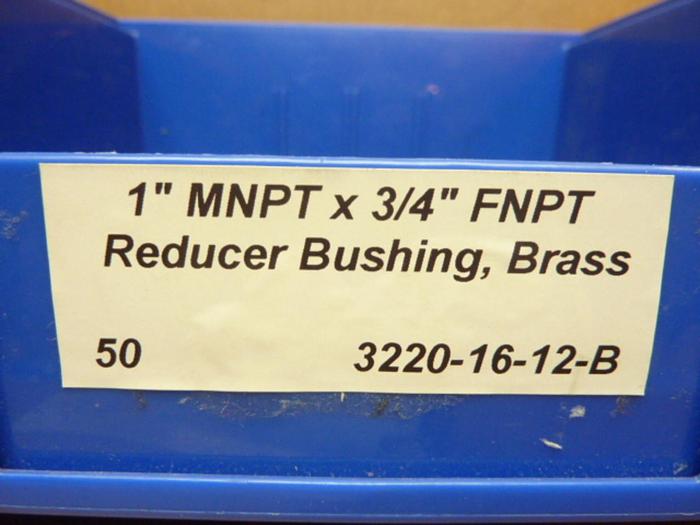 1" MNPT x 3/4" FNPT
Reducer Bushing, Brass
50 3220-16-12-B